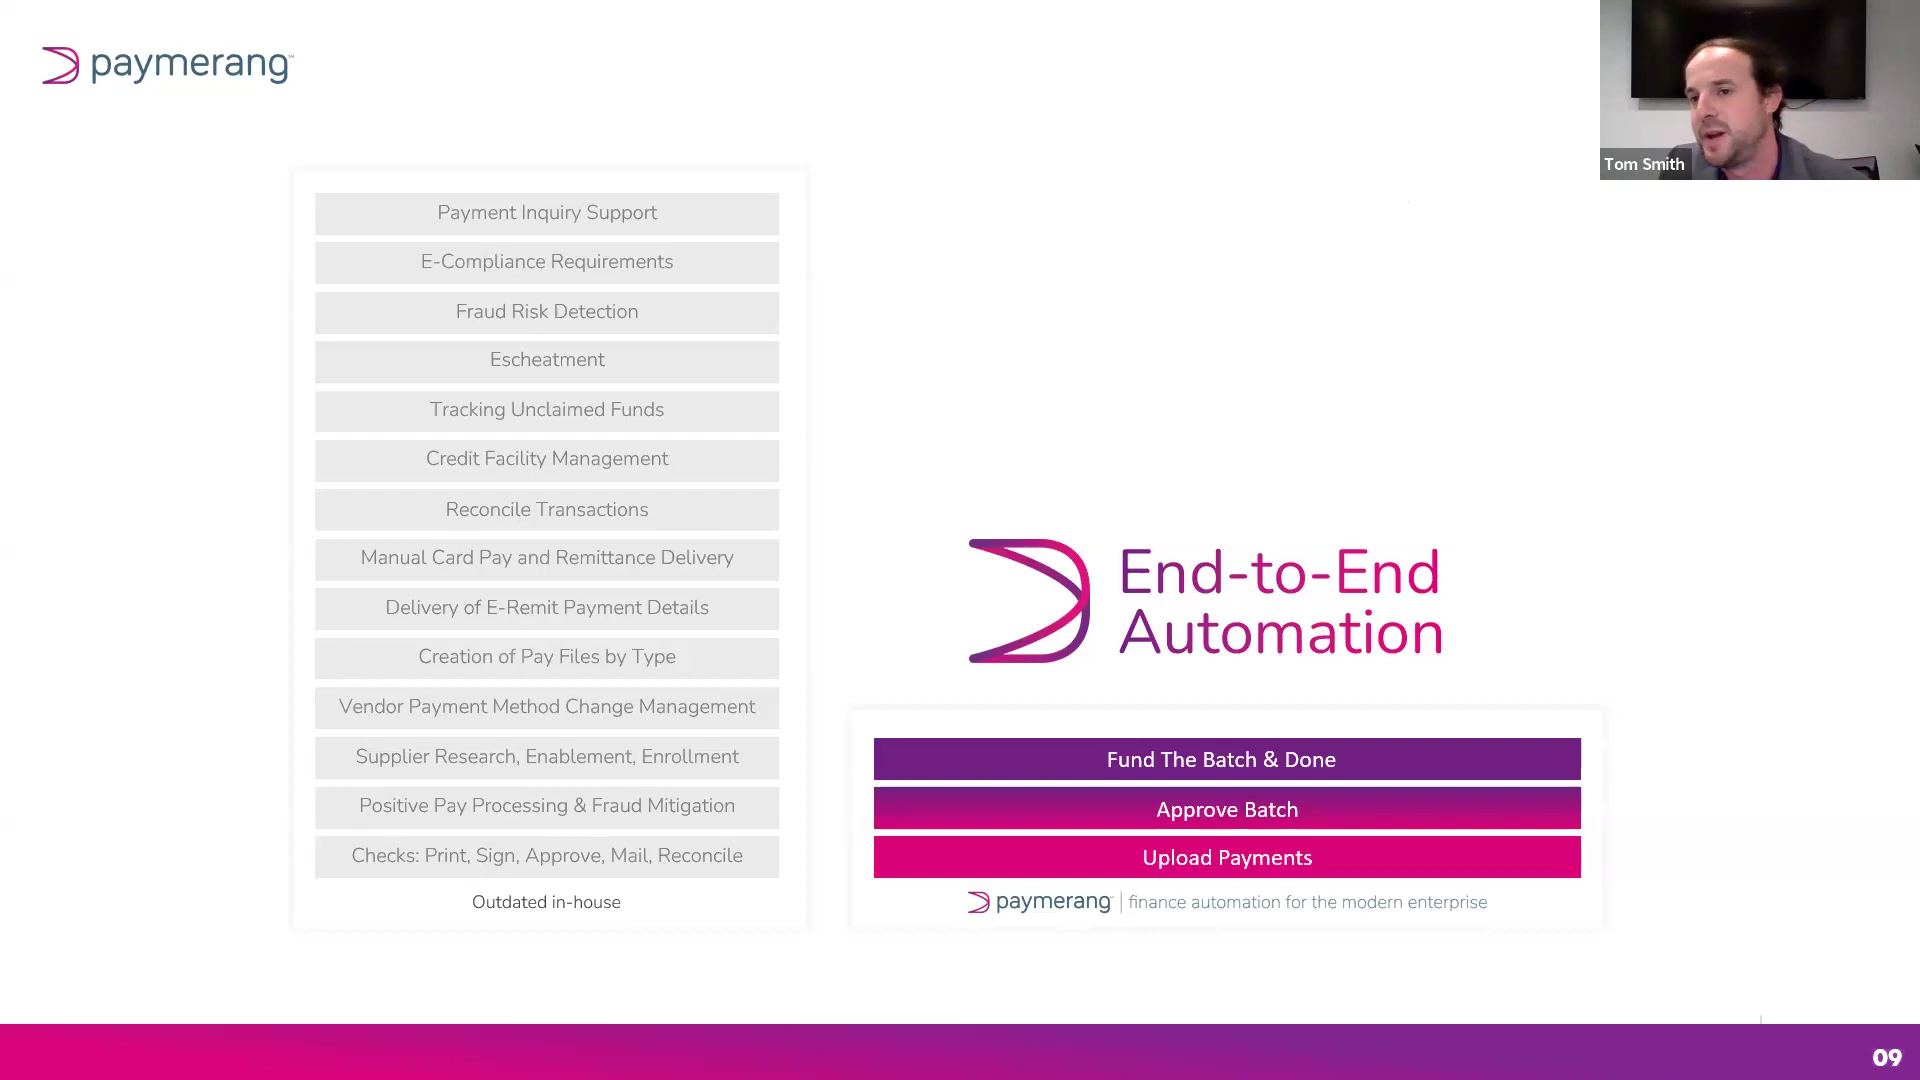 paymerang
Tom Smith
Payment Inquiry Support
E-Compliance Requirements
Fraud Risk Detection
Escheatment
Tracking Unclaimed Funds
Credit Facility Management
Reconcile Transactions
Manual Card Pay and Remittance Delivery
Delivery of E-Remit Payment Details
Creation of Pay Files by Type
Vendor Payment Method Change Management
Supplier Research, Enablement, Enrollment
Positive Pay Processing & Fraud Mitigation
Checks: Print, Sign, Approve, Mail, Reconcile
Outdated in-house
End-to-End
Automation
Fund The Batch & Done
Approve Batch
Upload Payments
paymerang | finance automation for the modern enterprise
09